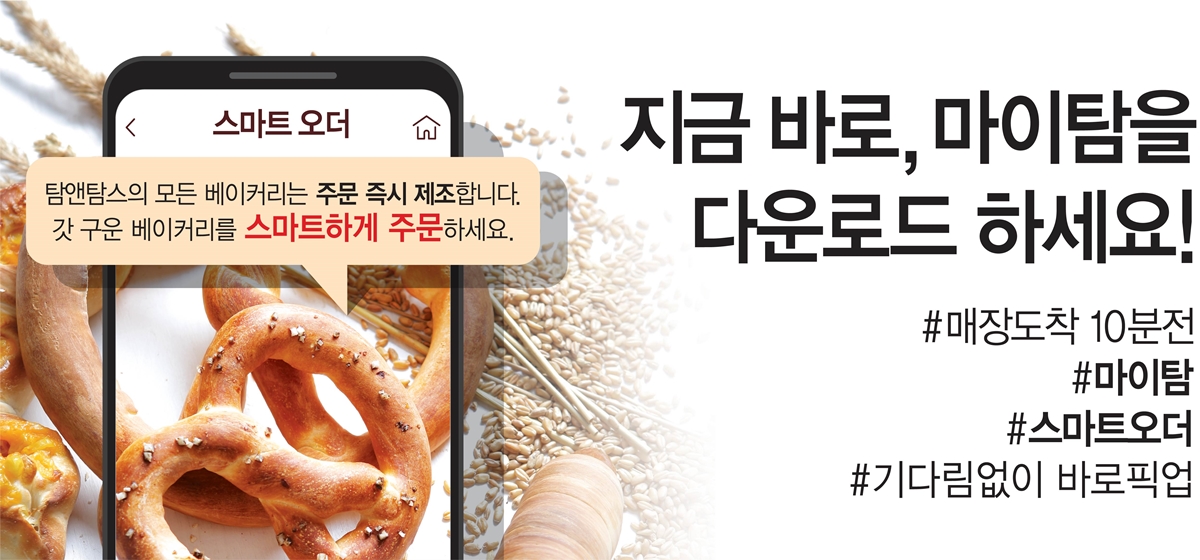 스마트 오더
탐앤탐스의 모든 베이커리는 주문 즉시 제조합니다.
갓 구운 베이커리를 스마트하게 주문하세요.
지금 바로, 마이탐을
다운로드 하세요!
#매장도착 10분전
#마이탐
#스마트오더
#기다림없이 바로픽업